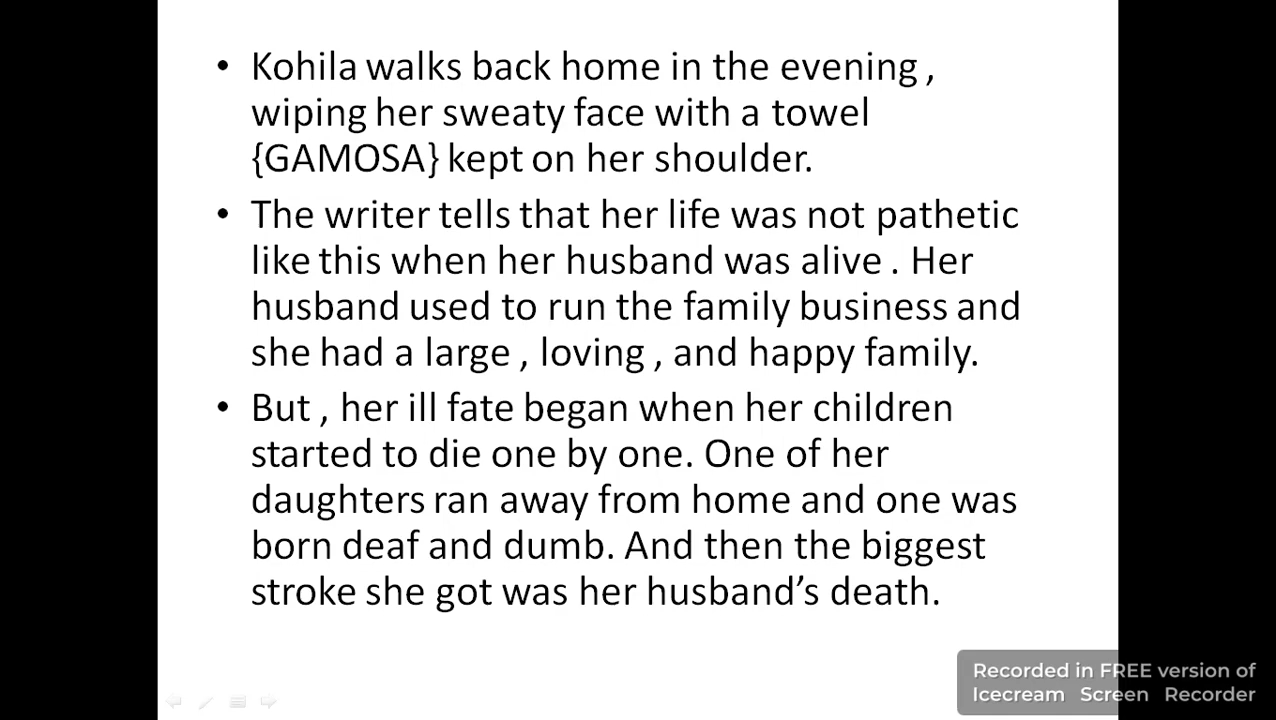 • Kohila walks back home in the evening ,
wiping her sweaty face with a towel
{GAMOSA} kept on her shoulder.
• The writer tells that her life was not pathetic
like this when her husband was alive . Her
husband used to run the family business and
she had a large , loving , and happy family.
• But , her ill fate began when her children
started to die one by one. One of her
daughters ran away from home and one was
born deaf and dumb. And then the biggest
stroke she got was her husband’s death.
Recorded in FREE version of
Icecream Screen Recorder